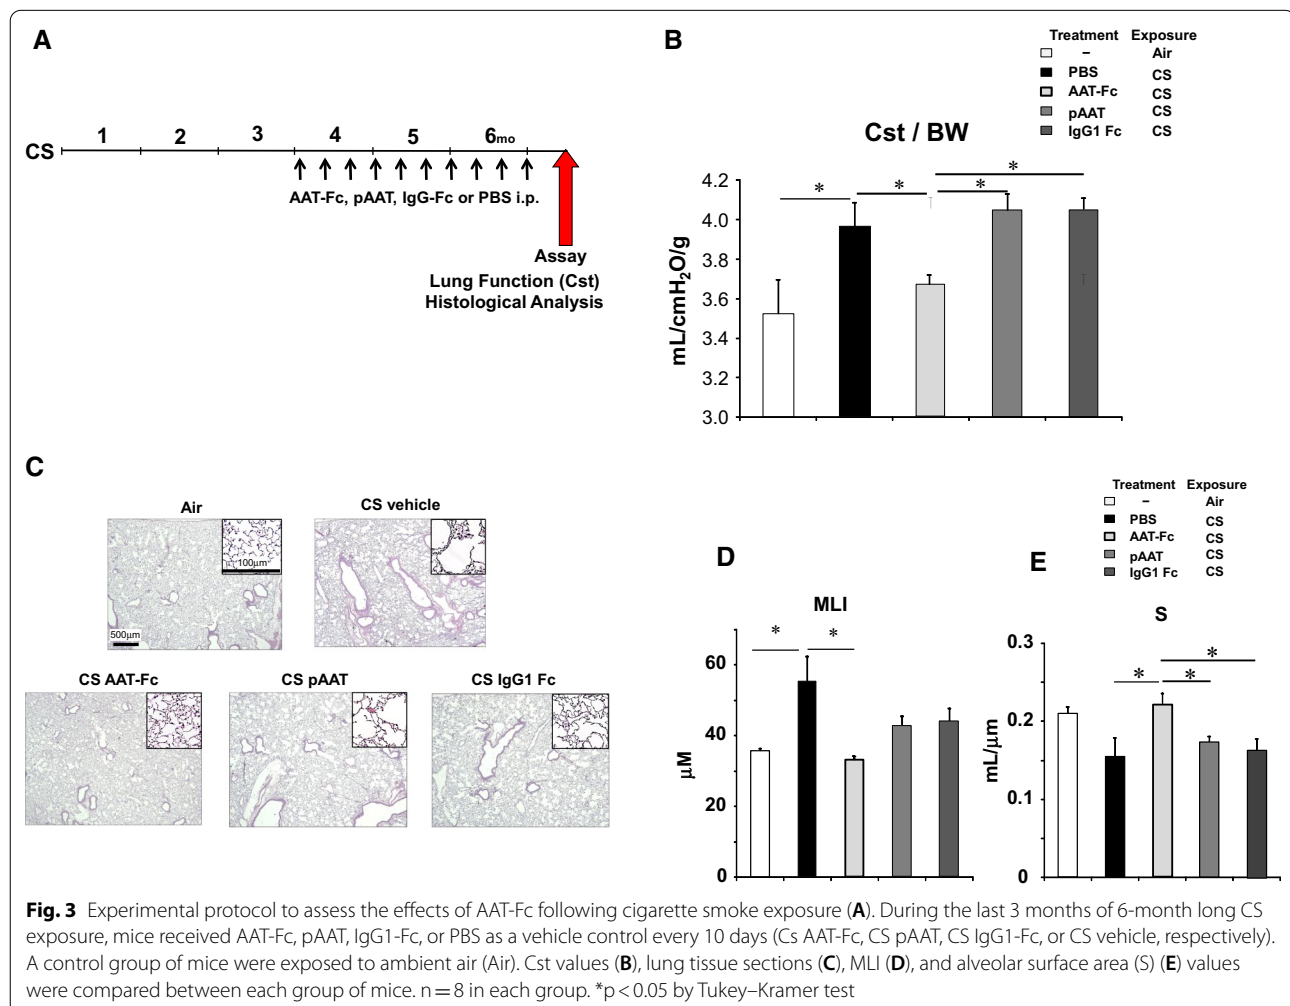 A
CS
1 2 3 4 5 6mo
AAT-Fc, pAAT, IgG-Fc or PBS i.p.
Assay
Lung Function (Cst)
Histological Analysis
B
Treatment Exposure
– Air
PBS CS
AAT-Fc CS
pAAT CS
IgG1 Fc CS
Cst / BW
mL/cmH₂O/g
4.2
4.0
3.8
3.6
3.4
3.2
3.0
* * * *
C
Air
100µm
500µm
CS vehicle
CS AAT-Fc
CS pAAT
CS IgG1 Fc
Treatment Exposure
– Air
PBS CS
AAT-Fc CS
pAAT CS
IgG1 Fc CS
D
MLI
µM
60
40
20
0
* *
E
S
mL/µm
0.3
0.2
0.1
0
* * *
Fig. 3 Experimental protocol to assess the effects of AAT-Fc following cigarette smoke exposure (A). During the last 3 months of 6-month long CS
exposure, mice received AAT-Fc, pAAT, IgG1-Fc, or PBS as a vehicle control every 10 days (Cs AAT-Fc, CS pAAT, CS IgG1-Fc, or CS vehicle, respectively).
A control group of mice were exposed to ambient air (Air). Cst values (B), lung tissue sections (C), MLI (D), and alveolar surface area (S) (E) values
were compared between each group of mice. n = 8 in each group. *p < 0.05 by Tukey–Kramer test